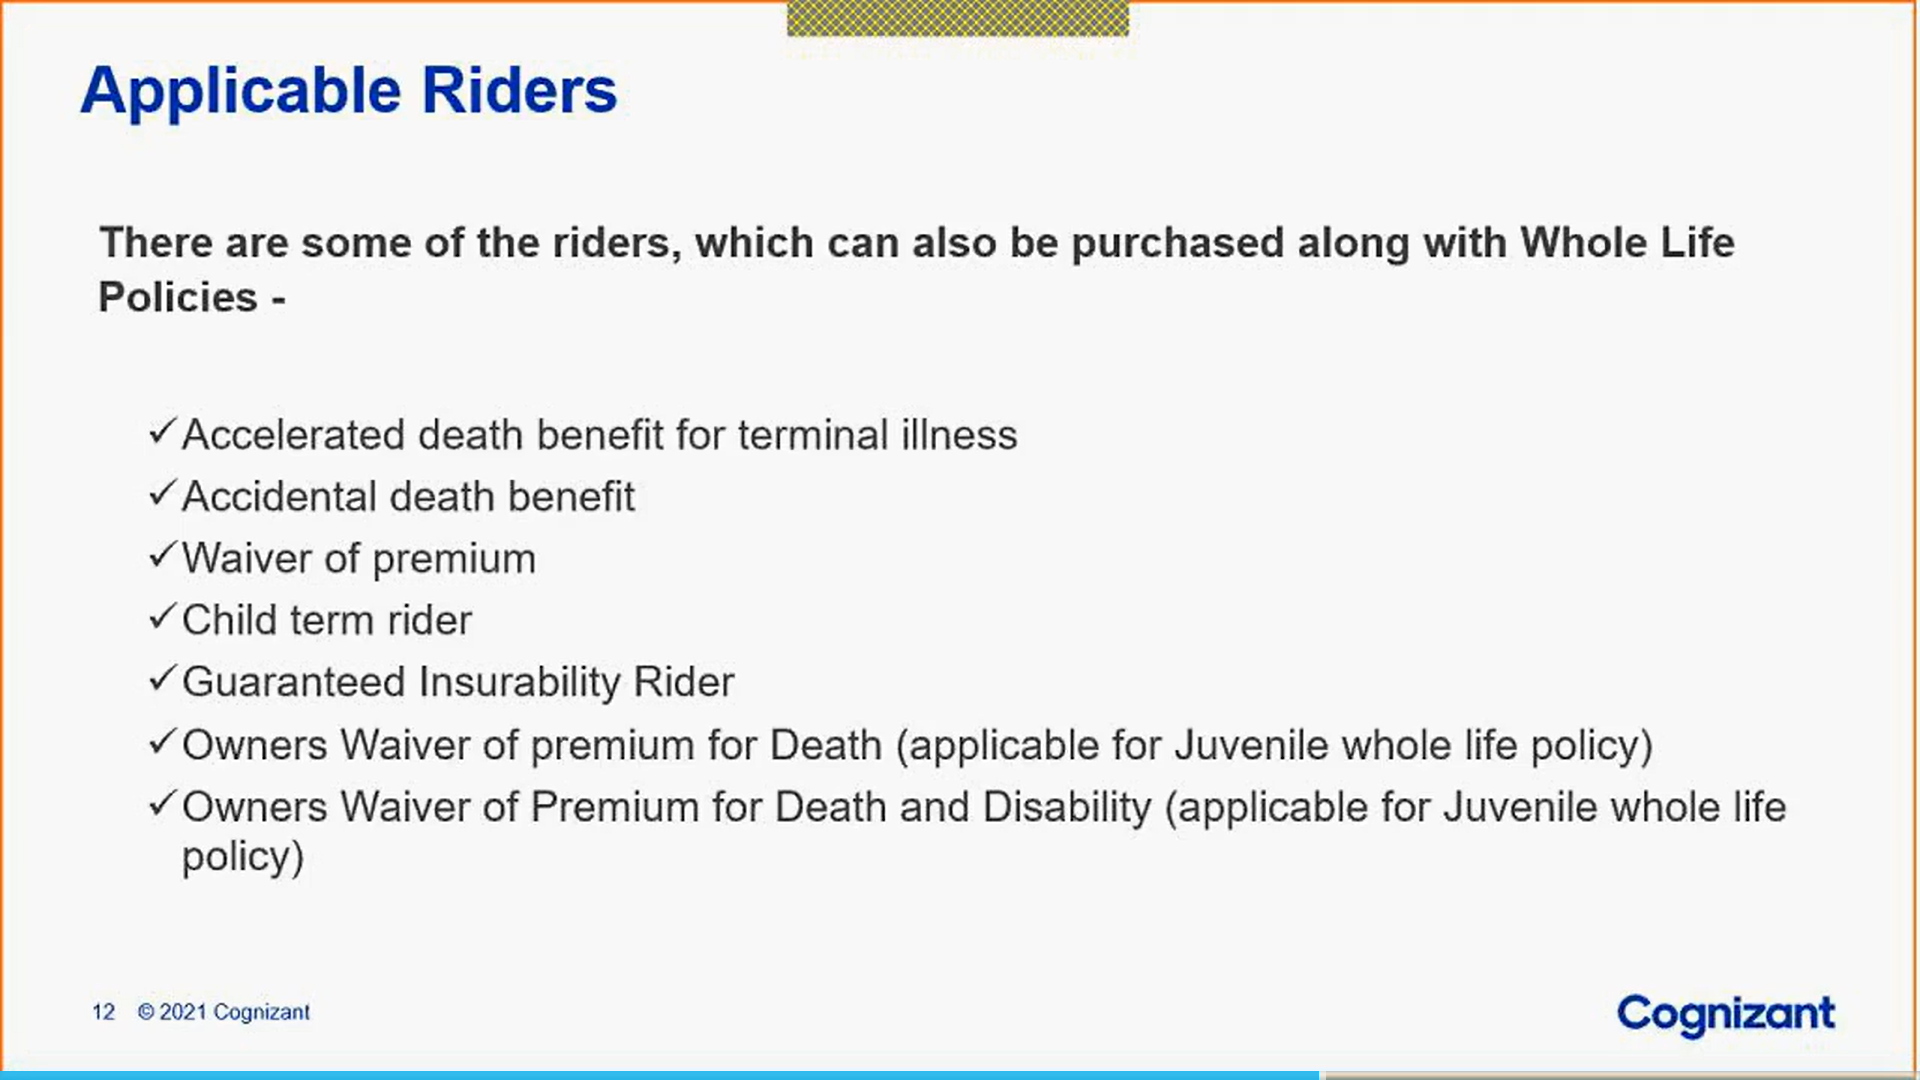 Applicable Riders
There are some of the riders, which can also be purchased along with Whole Life
Policies -
✓Accelerated death benefit for terminal illness
✓Accidental death benefit
✓Waiver of premium
✓Child term rider
✓Guaranteed Insurability Rider
✓Owners Waiver of premium for Death (applicable for Juvenile whole life policy)
✓Owners Waiver of Premium for Death and Disability (applicable for Juvenile whole life
policy)
12 © 2021 Cognizant
Cognizant